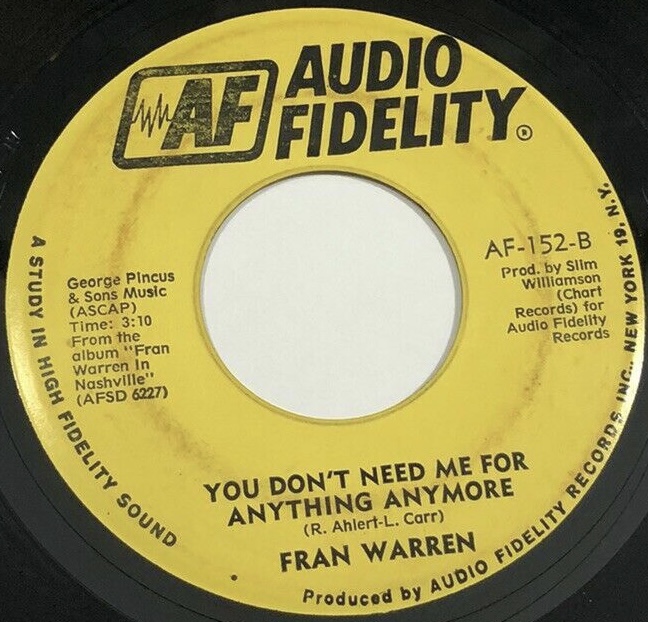 AF
AUDIO
FIDELITY®
George Pincus
& Sons Music
(ASCAP)
Time: 3:10
From the
album "Fran
Warren In
Nashville"
(AFSD 6227)
AF-152-B
Prod. by Slim
Williamson
(Chart
Records) for
Audio Fidelity
Records
YOU DON'T NEED ME FOR
ANYTHING ANYMORE
(R. Ahlert-L. Carr)
FRAN WARREN
A STUDY IN HIGH FIDELITY SOUND
Produced by AUDIO FIDELITY RECORDS INC., NEW YORK 19, N.Y.